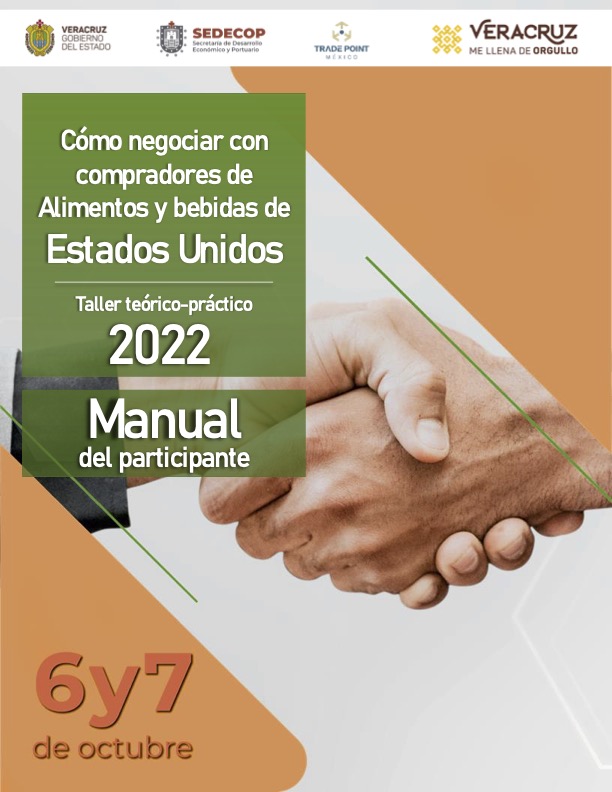 VERACRUZ
GOBIERNO
DEL ESTADO
SEDECOP
Secretaría de Desarrollo
Económico y Portuario
TRADE POINT
MÉXICO
VERACRUZ
ME LLENA DE ORGULLO
Cómo negociar con
compradores de
Alimentos y bebidas de
Estados Unidos
Taller teórico-práctico
2022
Manual
del participante
6y7
de octubre